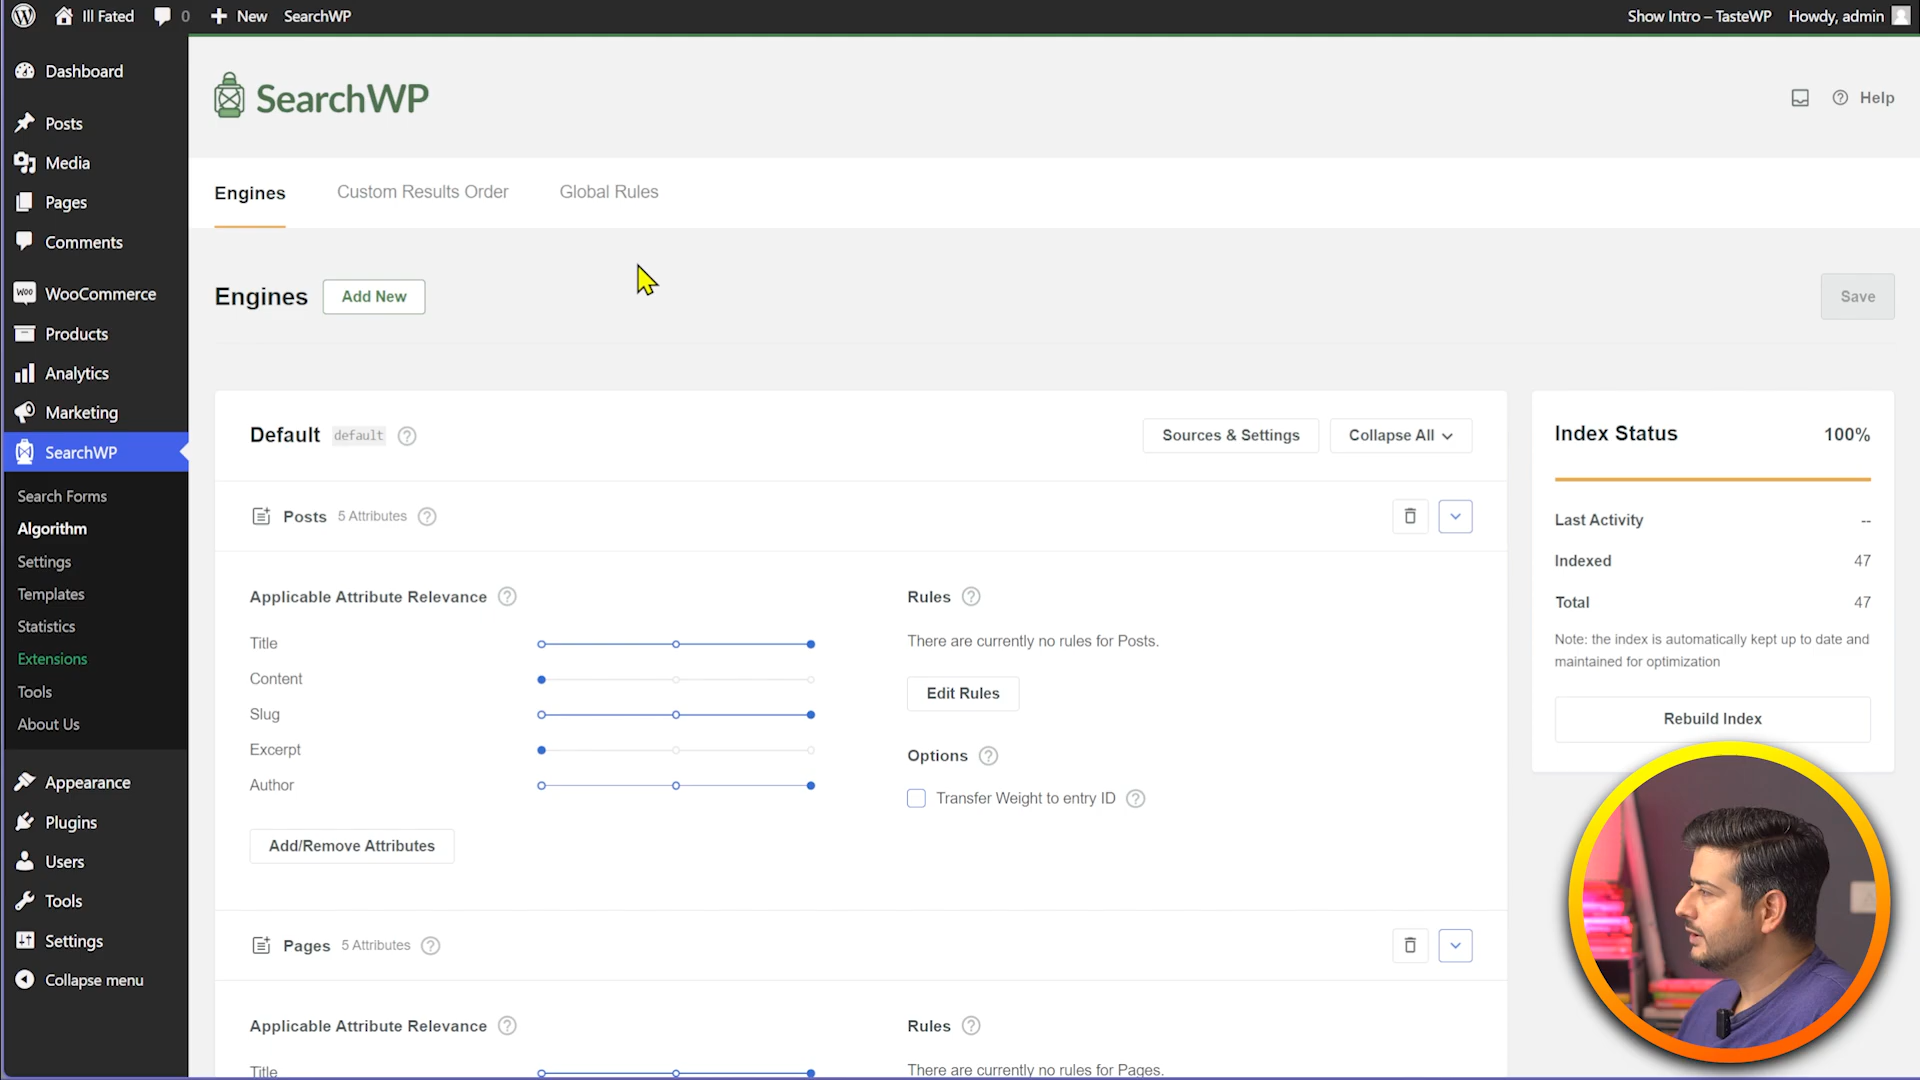 Ill Fated
0
New
SearchWP
Show Intro – TasteWP
Howdy, admin
Dashboard
Posts
Media
Pages
Comments
WOO WooCommerce
Products
Analytics
Marketing
SearchWP
Search Forms
Algorithm
Settings
Templates
Statistics
Extensions
Tools
About Us
Appearance
Plugins
Users
Tools
Settings
Collapse menu
SearchWP
Help
Engines
Custom Results Order
Global Rules
Engines
Add New
Save
Default default
Sources & Settings
Collapse All
Posts 5 Attributes
Applicable Attribute Relevance
Title
Content
Slug
Excerpt
Author
Add/Remove Attributes
Rules
There are currently no rules for Posts.
Edit Rules
Options
Transfer Weight to entry ID
Pages 5 Attributes
Applicable Attribute Relevance
Title
Rules
There are currently no rules for Pages.
Index Status 100%
Last Activity --
Indexed 47
Total 47
Note: the index is automatically kept up to date and
maintained for optimization
Rebuild Index